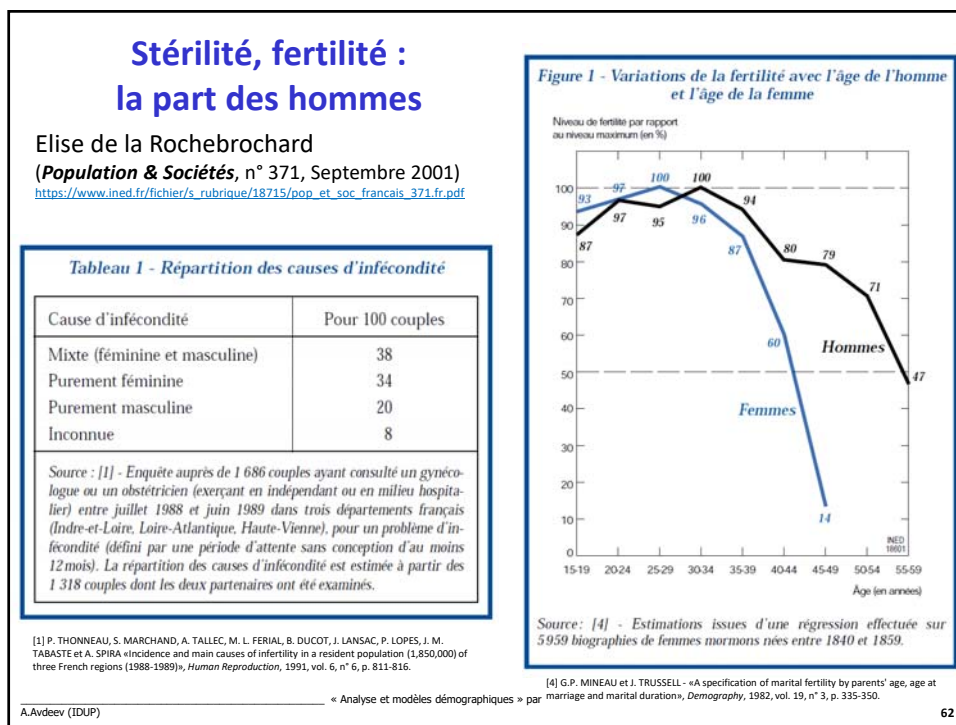 Stérilité, fertilité :
la part des hommes
Elise de la Rochebrochard
(Population & Sociétés, n° 371, Septembre 2001)
https://www.ined.fr/fichier/s_rubrique/18715/pop_et_soc_francais_371.fr.pdf
Tableau 1 - Répartition des causes d'infécondité
Cause d'infécondité Pour 100 couples
Mixte (féminine et masculine) 38
Purement féminine 34
Purement masculine 20
Inconnue 8
Source : [1] - Enquête auprès de 1 686 couples ayant consulté un gynéco-
logue ou un obstétricien (exerçant en indépendant ou en milieu hospita-
lier) entre juillet 1988 et juin 1989 dans trois départements français
(Indre-et-Loire, Loire-Atlantique, Haute-Vienne), pour un problème d'in-
fécondité (défini par une période d'attente sans conception d'au moins
12 mois). La répartition des causes d'infécondité est estimée à partir des
1 318 couples dont les deux partenaires ont été examinés.
[1] P. THONNEAU, S. MARCHAND, A. TALLEC, M. L. FERIAL, B. DUCOT, J. LANSAC, P. LOPES, J. M.
TABASTE et A. SPIRA «Incidence and main causes of infertility in a resident population (1,850,000) of
three French regions (1988-1989)», Human Reproduction, 1991, vol. 6, n° 6, p. 811-816.
Figure 1 - Variations de la fertilité avec l'âge de l'homme
et l'âge de la femme
Niveau de fertilité par rapport
au niveau maximum (en %)
100
90
80
70
60
50
40
30
20
10
0
93 97 100 96 87 60 14
87 97 95 100 94 80 79 71 47
Hommes
Femmes
INED
18601
15-19 20-24 25-29 30-34 35-39 40-44 45-49 50-54 55-59
Âge (en années)
Source : [4] - Estimations issues d'une régression effectuée sur
5 959 biographies de femmes mormons nées entre 1840 et 1859.
[4] G.P. MINEAU et J. TRUSSELL - «A specification of marital fertility by parents' age, age at
marriage and marital duration», Demography, 1982, vol. 19, n° 3, p. 335-350.
« Analyse et modèles démographiques » par
A.Avdeev (IDUP)
62